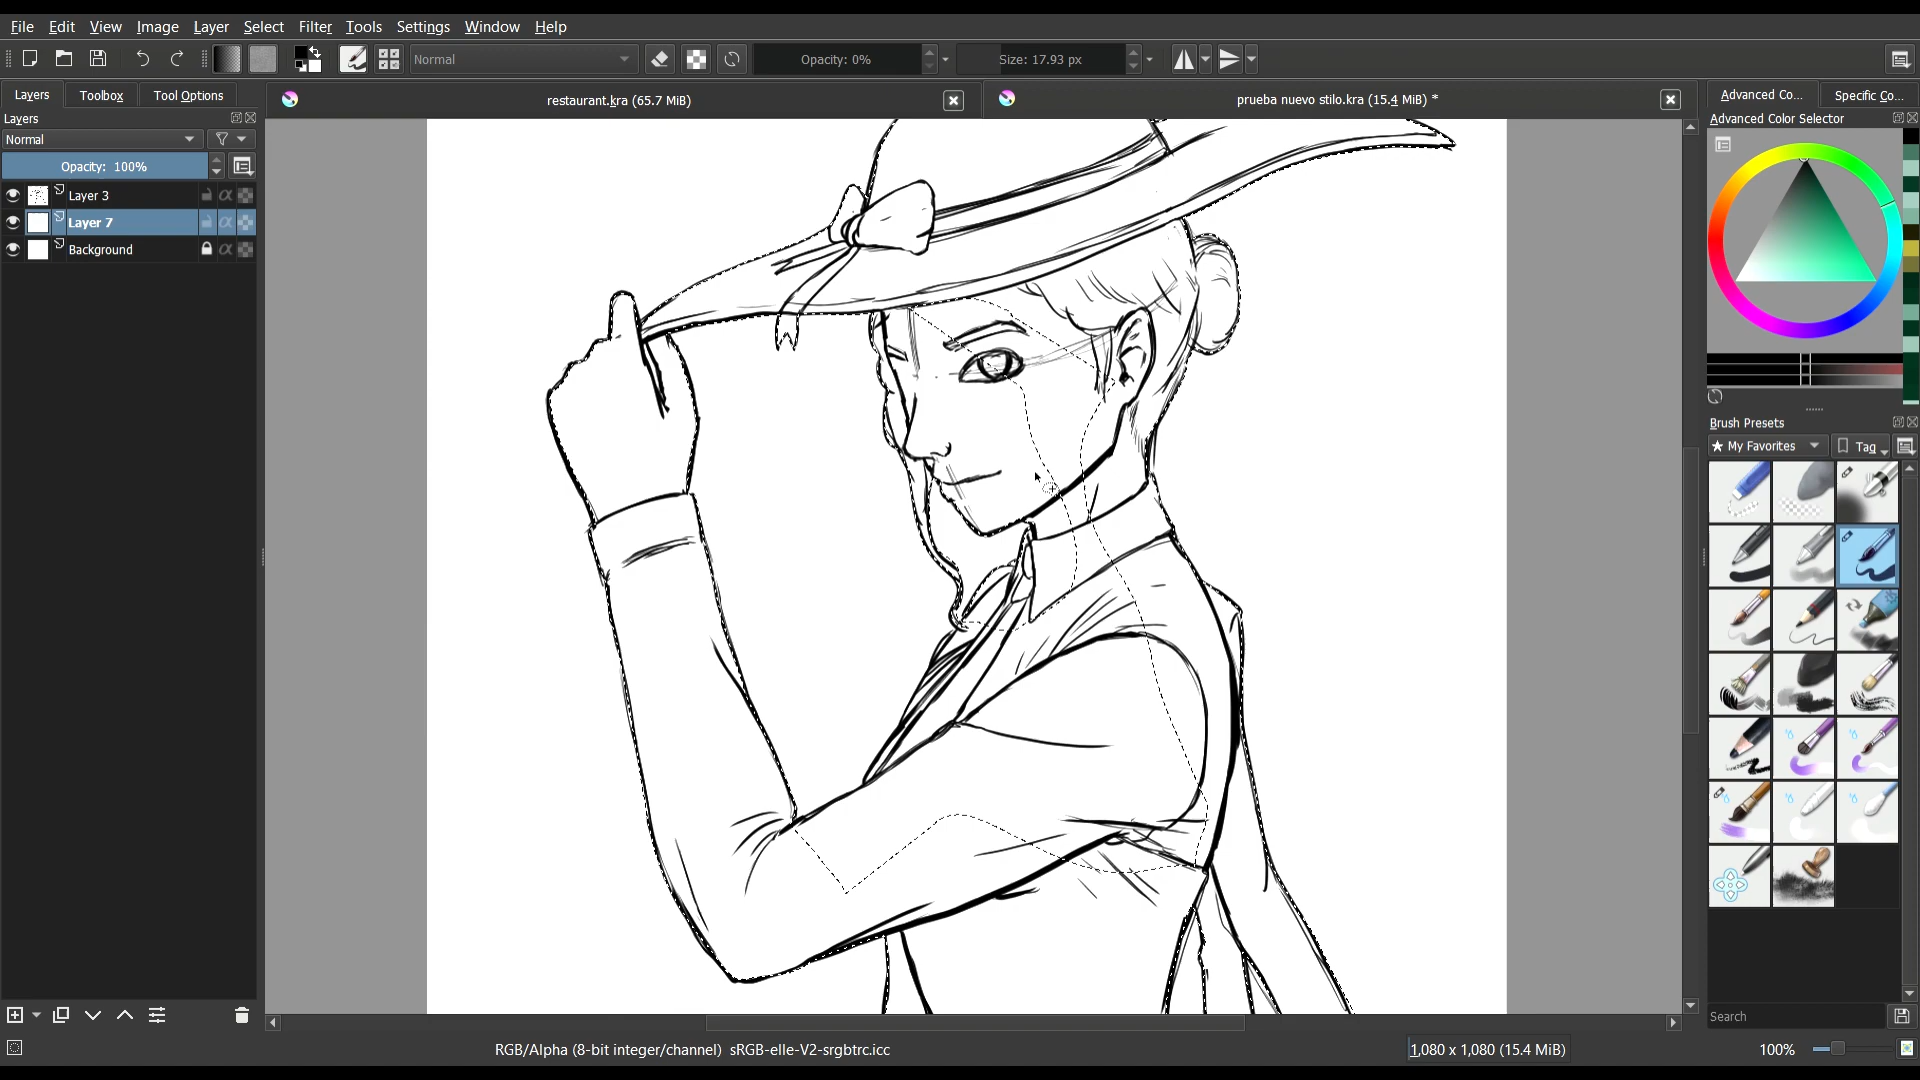 File Edit View Image Layer Select Filter Tools Settings Window Help
Normal
Opacity: 0%
Size: 17.93 px
Layers Toolbox Tool Options
restaurant.kra (65.7 MiB)
prueba nuevo stilo.kra (15.4 MiB) *
Advanced Co... Specific Co...
Layers
Advanced Color Selector
Normal
Opacity: 100%
Layer 3
Layer 7
Background
Brush Presets
My Favorites
Tag
Search
RGB/Alpha (8-bit integer/channel) sRGB-elle-V2-srgbtrc.icc
1,080 x 1,080 (15.4 MiB)
100%